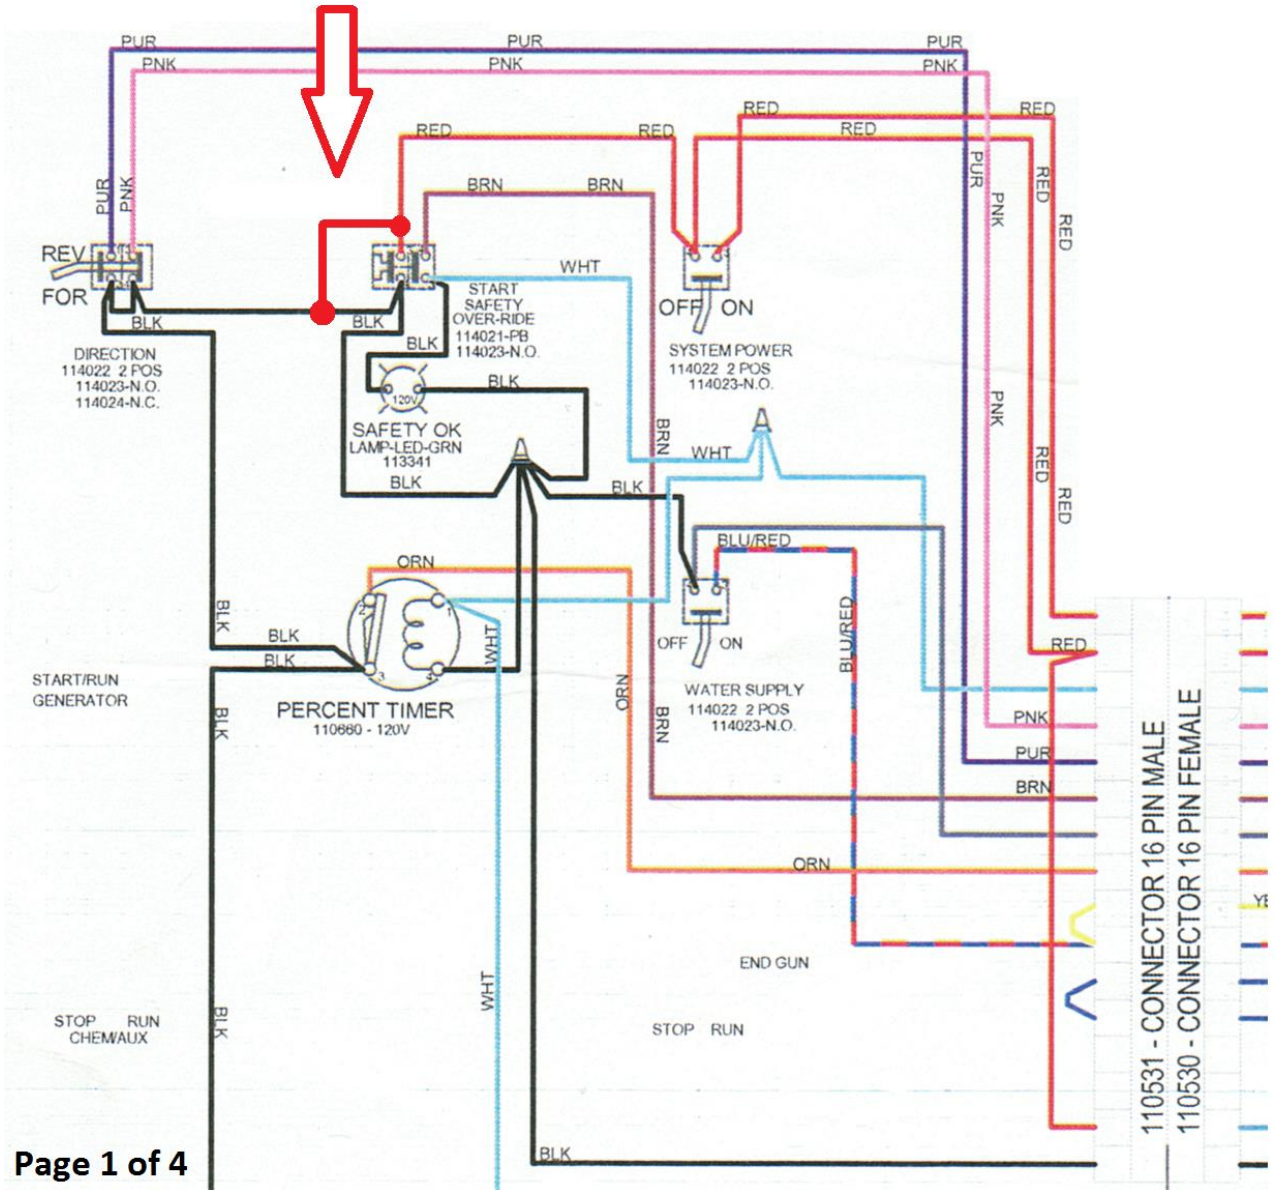 PUR PUR PUR
PNK PNK PNK
RED RED RED RED RED
PUR PNK BRN BRN PUR PNK RED RED
REV
FOR
WHT
OFF ON
BLK BLK
START
SAFETY
OVER-RIDE
114021-PB
114023-N.O.
DIRECTION
114022 2 POS
114023-N.O.
114024-N.C.
BLK
SYSTEM POWER
114022 2 POS
114023-N.O.
120V
BLK
SAFETY OK
LAMP-LED-GRN
113341
BRN WHT PNK RED RED
BLK BLK
BLU/RED
ORN
2 1
3 4
BLK BLK
BLK
WHT
OFF ON
BLU/RED
RED
START/RUN
GENERATOR
PERCENT TIMER
110660 - 120V
ORN BRN
WATER SUPPLY
114022 2 POS
114023-N.O.
BLK
PNK
PUR
BRN
ORN
YE
END GUN
WHT
STOP RUN
CHEM/AUX
BLK
STOP RUN
110531 - CONNECTOR 16 PIN MALE
110530 - CONNECTOR 16 PIN FEMALE
BLK
Page 1 of 4